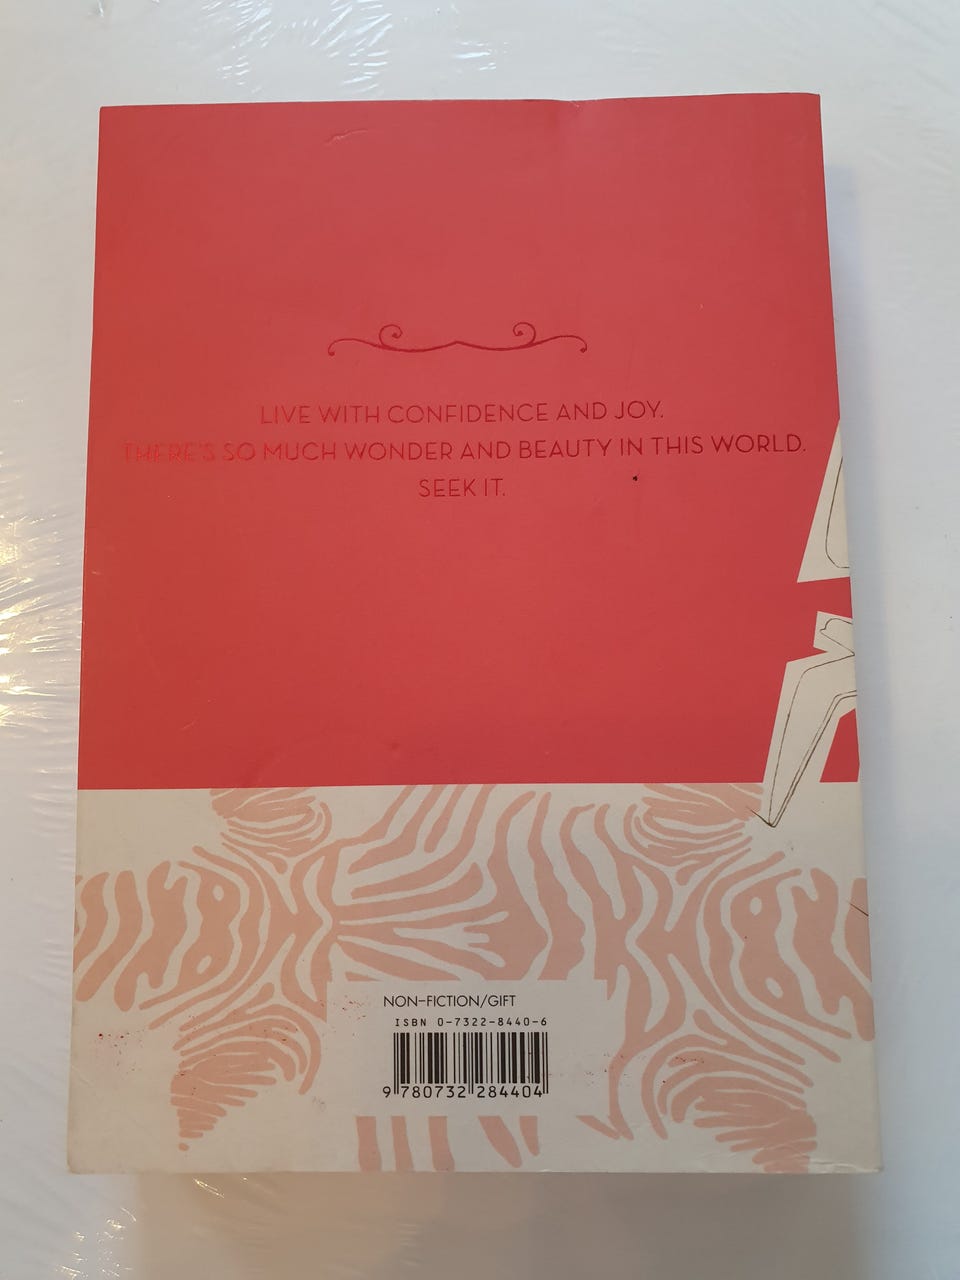 LIVE WITH CONFIDENCE AND JOY.
THERE'S SO MUCH WONDER AND BEAUTY IN THIS WORLD.
SEEK IT.
NON-FICTION/GIFT
ISBN 0-7322-8440-6
9 780732 284404